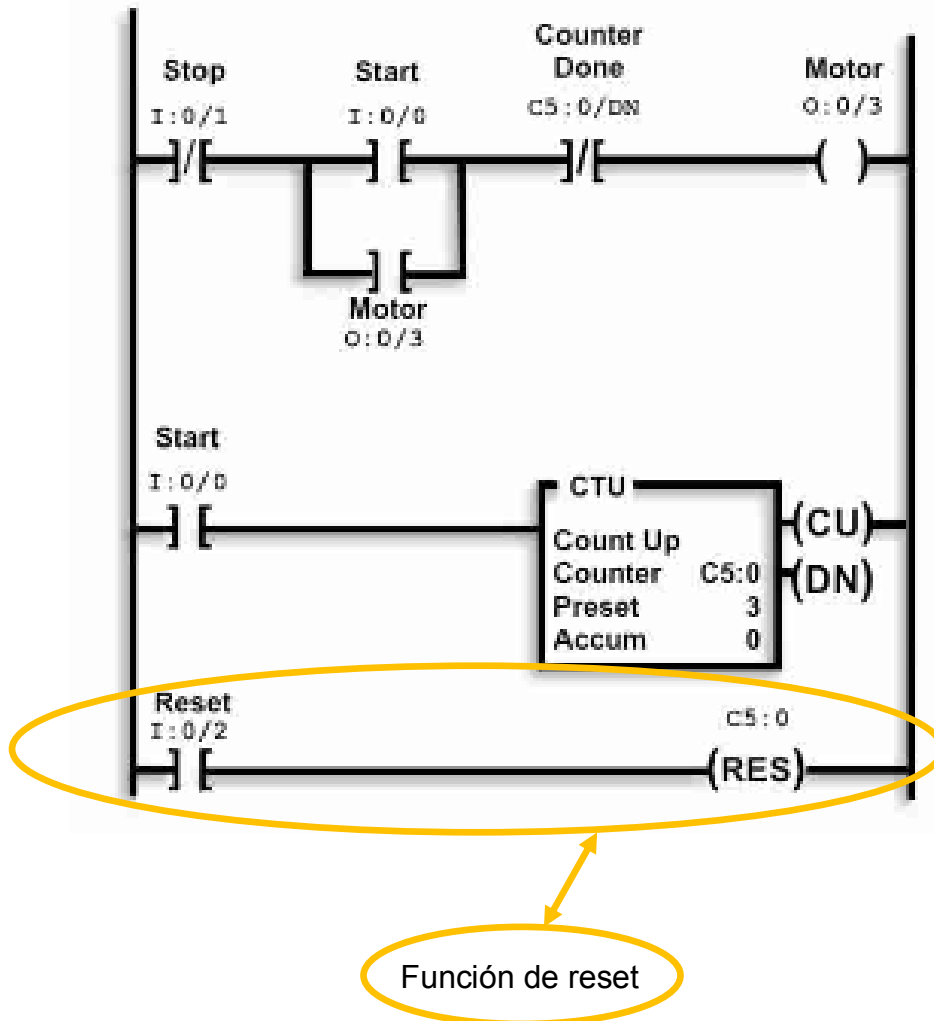 Stop
I:0/1
Start
I:0/0
Counter
Done
C5:0/DN
Motor
O:0/3
Motor
O:0/3
Start
I:0/0
CTU
Count Up
Counter C5:0
Preset 3
Accum 0
(CU)
(DN)
Reset
I:0/2
C5:0
(RES)
Función de reset